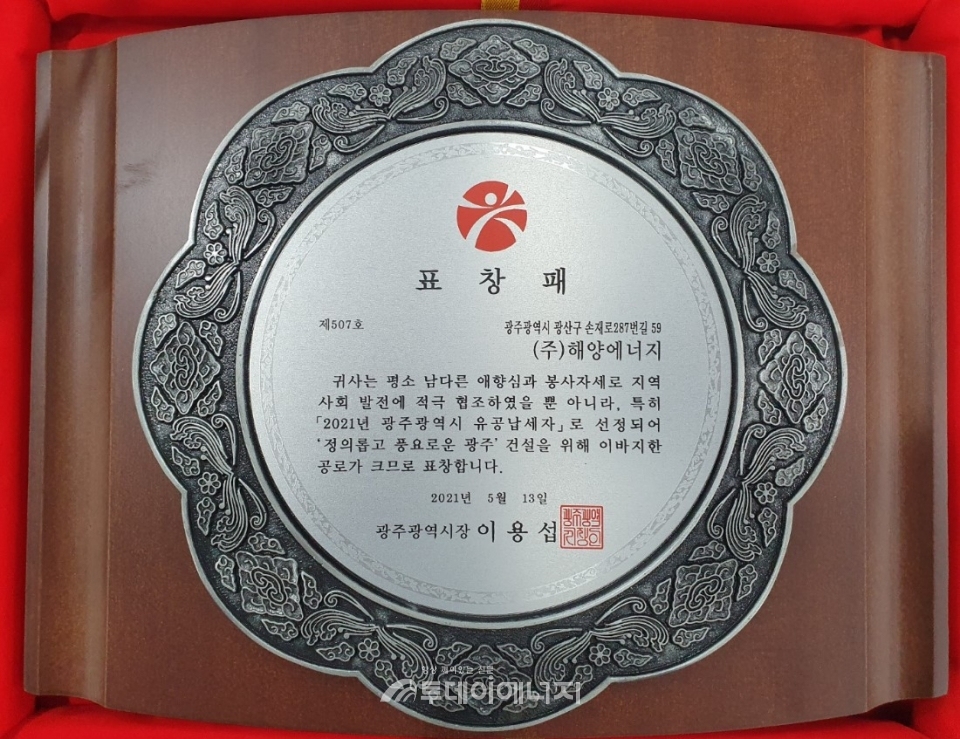 표 창 패
제507호
광주광역시 광산구 손재로287번길 59
(주)해양에너지
귀사는 평소 남다른 애향심과 봉사자세로 지역
사회 발전에 적극 협조하였을 뿐 아니라, 특히
「2021년 광주광역시 유공납세자」로 선정되어
'정의롭고 풍요로운 광주' 건설을 위해 이바지한
공로가 크므로 표창합니다.
2021년 5월 13일
광주광역시장 이 용 섭
투데이에너지